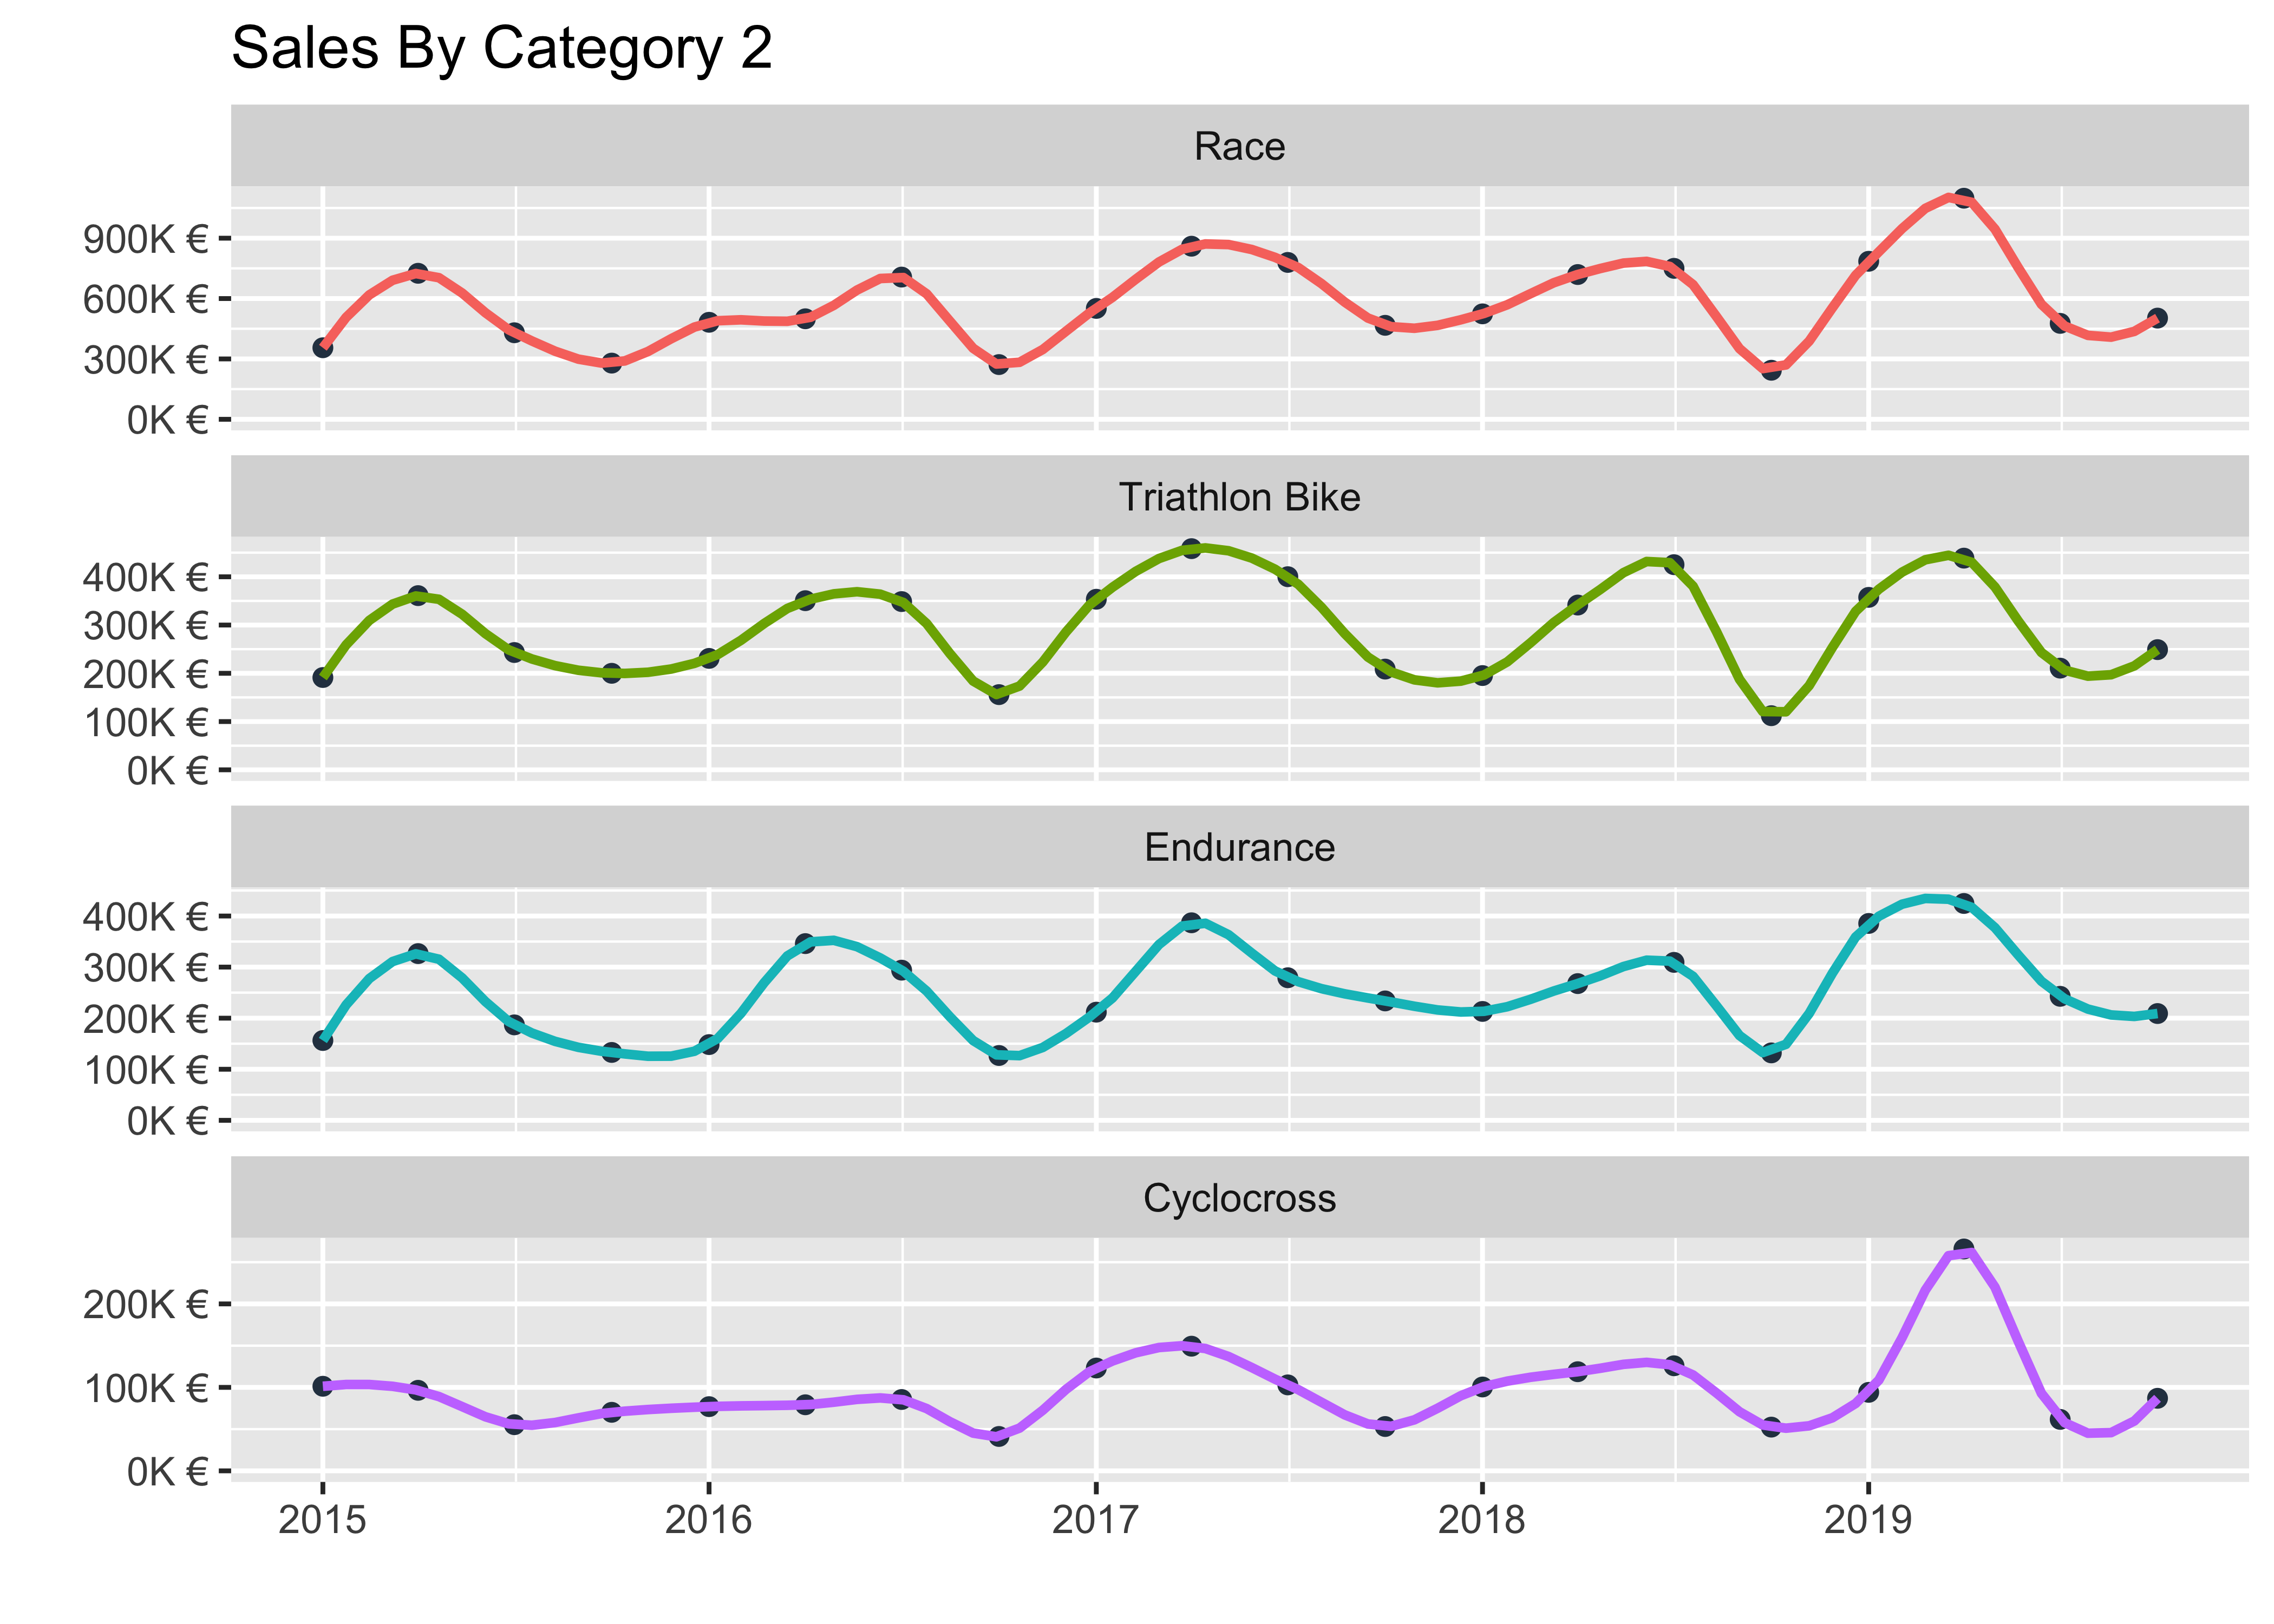 Sales By Category 2
Race
900K €
600K €
300K €
0K €
Triathlon Bike
400K €
300K €
200K €
100K €
0K €
Endurance
400K €
300K €
200K €
100K €
0K €
Cyclocross
200K €
100K €
0K €
2015 2016 2017 2018 2019